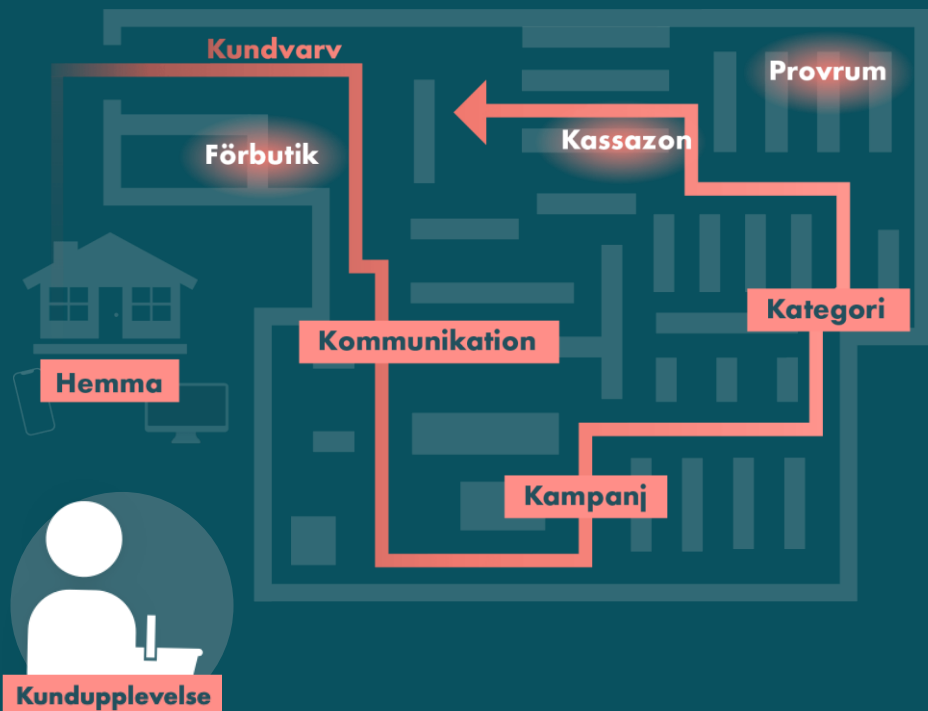 Kundvarv
Provrum
Förbutik
Kassazon
Kategori
Kommunikation
Hemma
Kampanj
Kundupplevelse